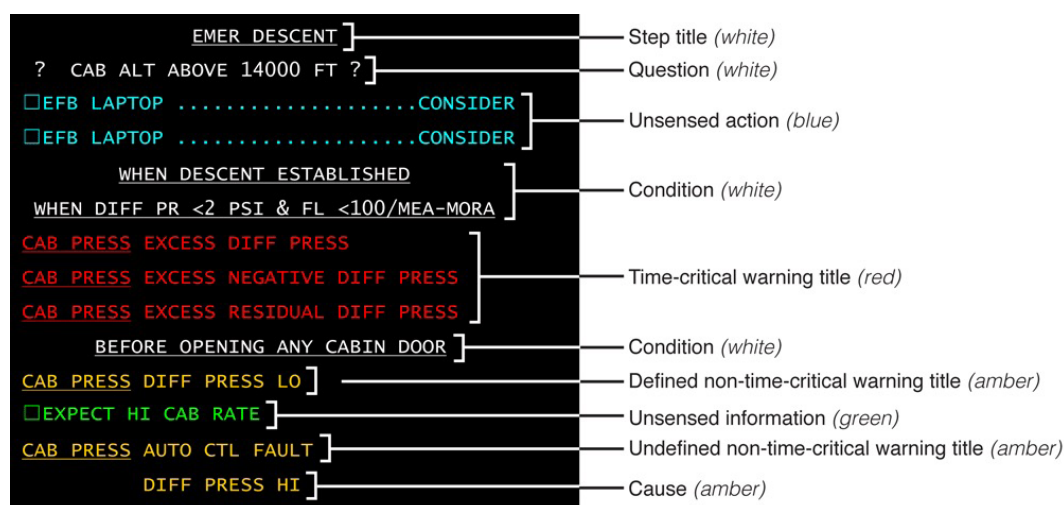 EMER DESCENT
Step title (white)
? CAB ALT ABOVE 14000 FT ?
Question (white)
☐EFB LAPTOP ....................CONSIDER
☐EFB LAPTOP ....................CONSIDER
Unsensed action (blue)
WHEN DESCENT ESTABLISHED
WHEN DIFF PR <2 PSI & FL <100/MEA-MORA
Condition (white)
CAB PRESS EXCESS DIFF PRESS
CAB PRESS EXCESS NEGATIVE DIFF PRESS
CAB PRESS EXCESS RESIDUAL DIFF PRESS
Time-critical warning title (red)
BEFORE OPENING ANY CABIN DOOR
Condition (white)
CAB PRESS DIFF PRESS LO
Defined non-time-critical warning title (amber)
☐EXPECT HI CAB RATE
Unsensed information (green)
CAB PRESS AUTO CTL FAULT
Undefined non-time-critical warning title (amber)
DIFF PRESS HI
Cause (amber)